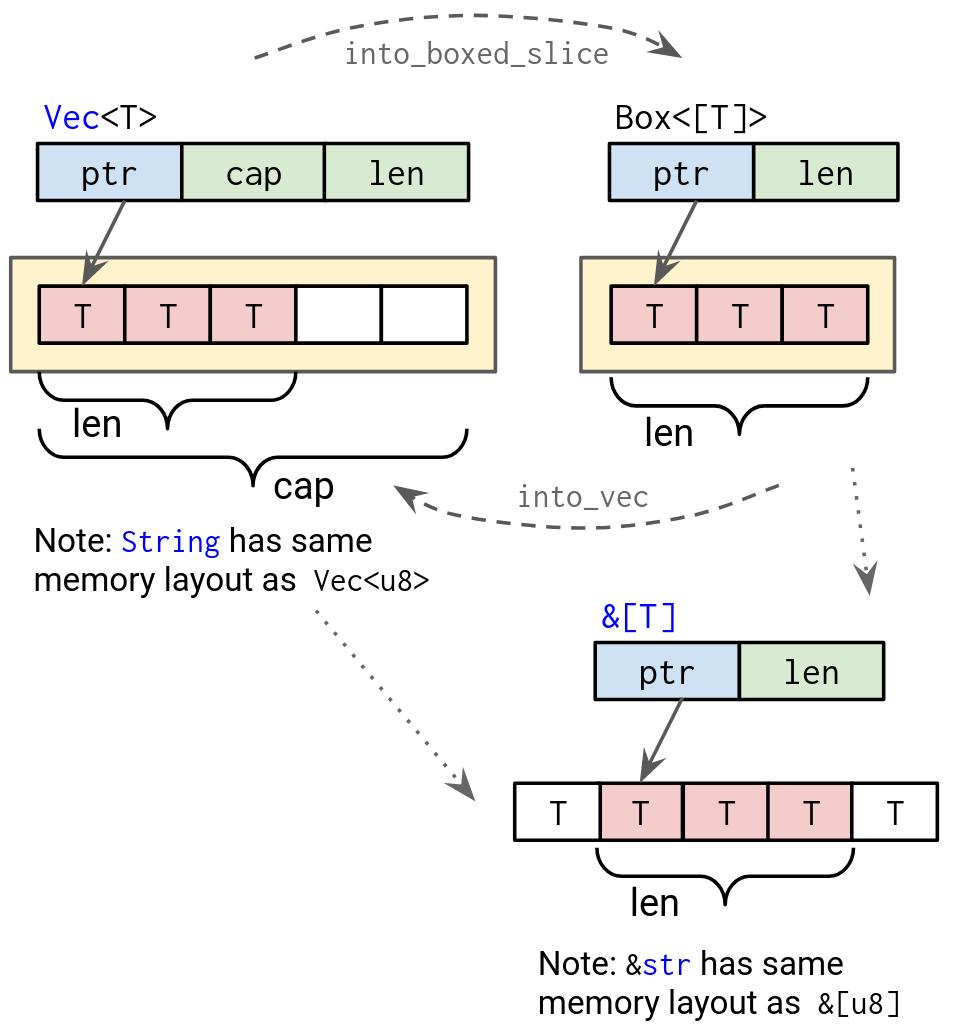 into_boxed_slice
Vec<T>
Box<[T]>
ptr cap len
ptr len
T T T
T T T
len
len
cap
into_vec
Note: String has same
memory layout as Vec<u8>
&[T]
ptr len
T T T T T
len
Note: &str has same
memory layout as &[u8]